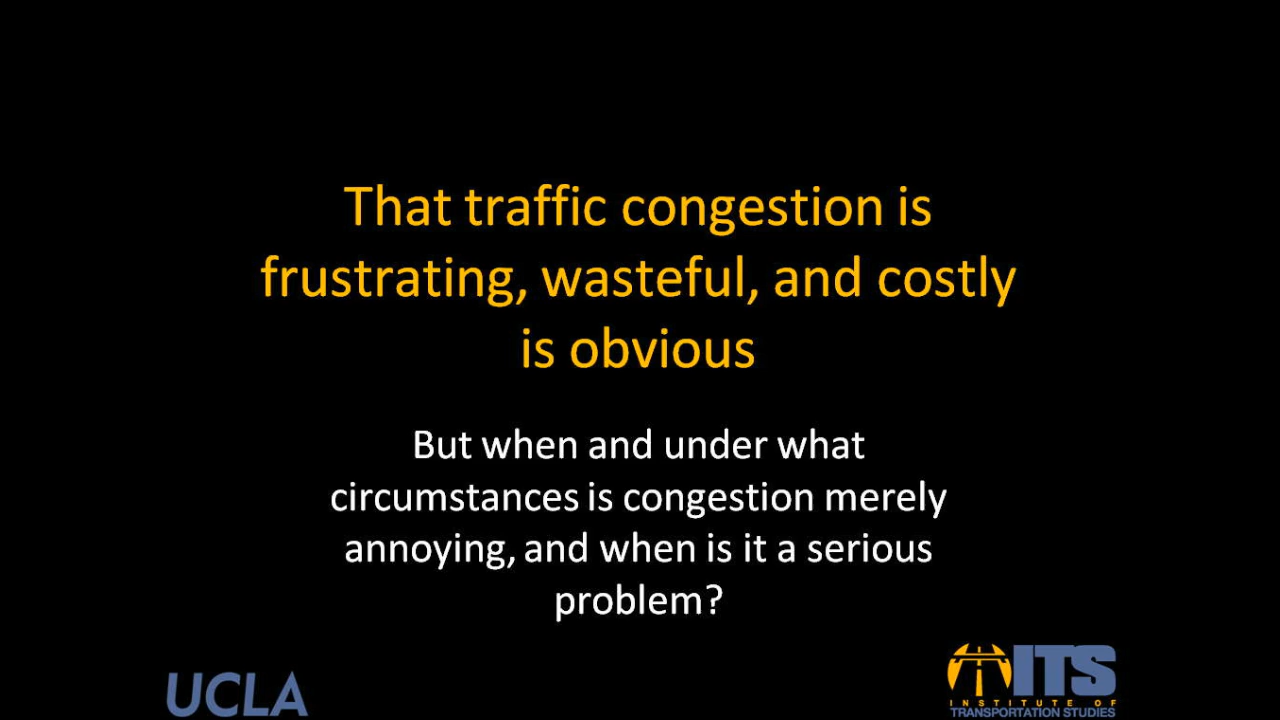 That traffic congestion is
frustrating, wasteful, and costly
is obvious
But when and under what
circumstances is congestion merely
annoying, and when is it a serious
problem?
UCLA
ITS
INSTITUTE OF
TRANSPORTATION STUDIES